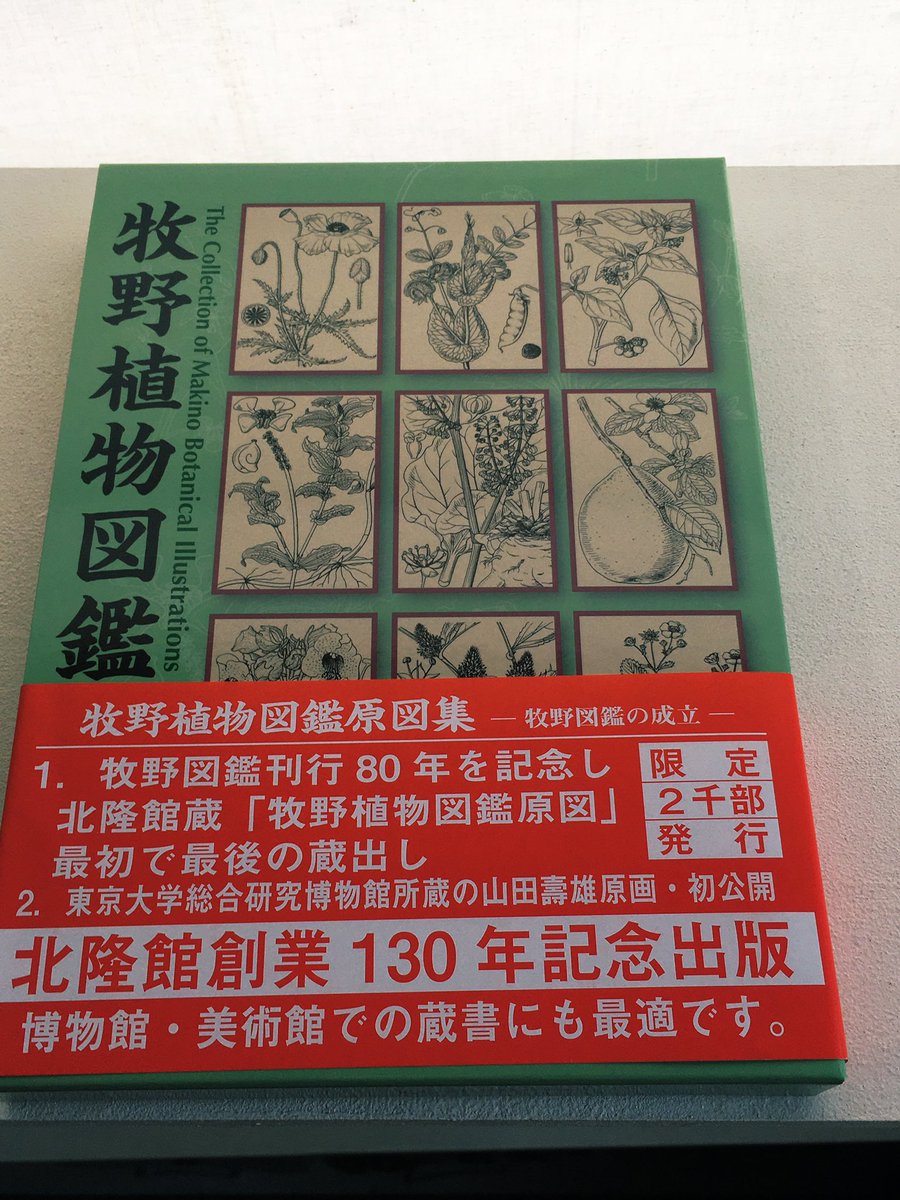 牧野植物図鑑
The Collection of Makino Botanical Illustrations
牧野植物図鑑原図集 ― 牧野図鑑の成立 ―
1. 牧野図鑑刊行80年を記念し
北隆館蔵「牧野植物図鑑原図」
最初で最後の蔵出し
限定
2千部
発行
2. 東京大学総合研究博物館所蔵の山田壽雄原画・初公開
北隆館創業130年記念出版
博物館・美術館での蔵書にも最適です。